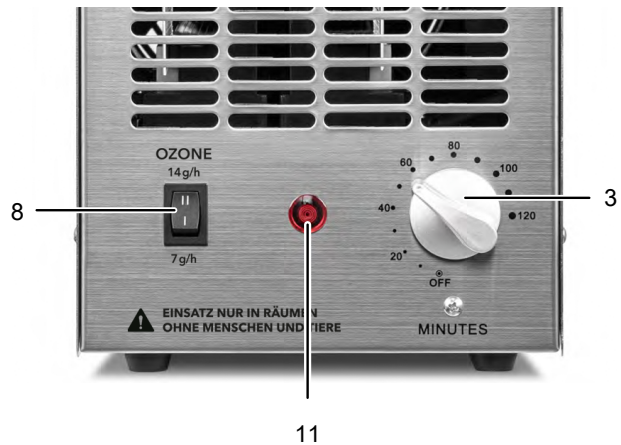 OZONE
14g/h
II
I
7g/h
8
11
3
OFF
20
40
60
80
100
120
MINUTES
EINSATZ NUR IN RÄUMEN
OHNE MENSCHEN UND TIERE